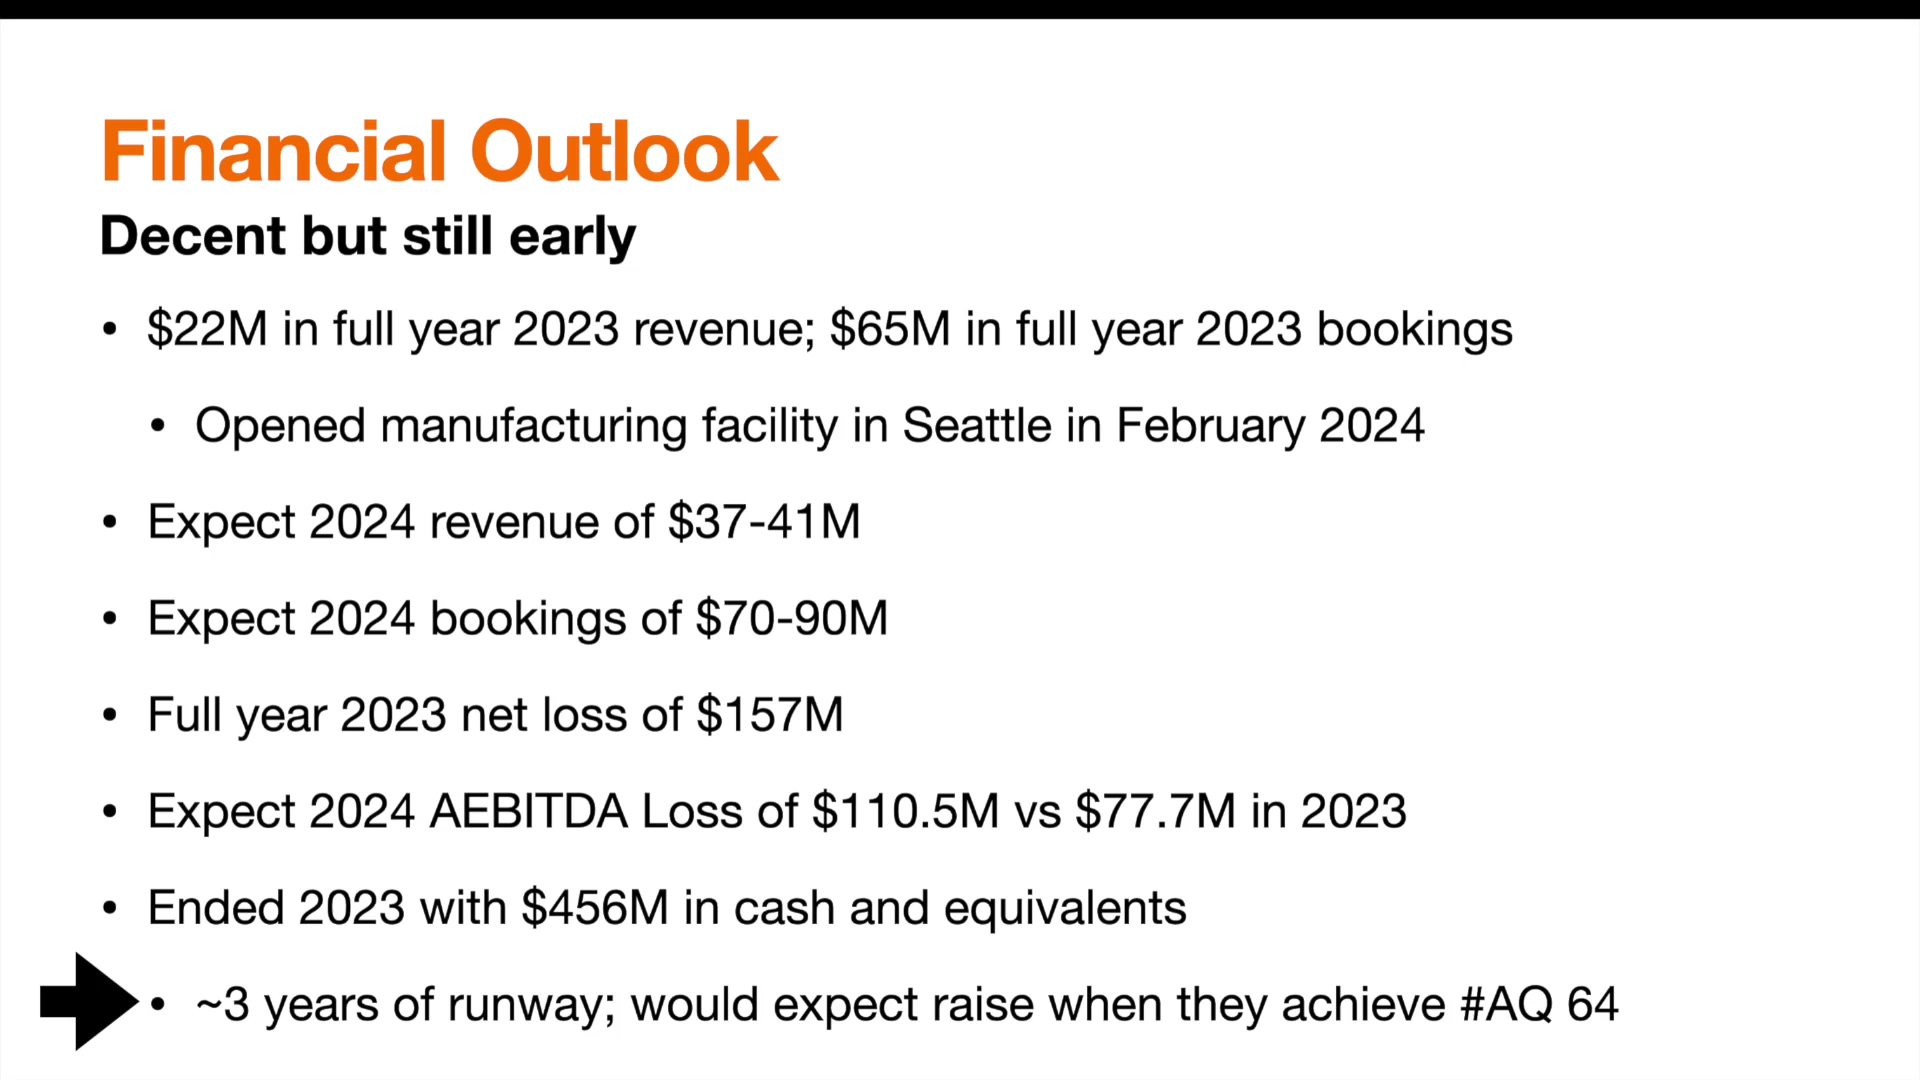 Financial Outlook
Decent but still early
• $22M in full year 2023 revenue; $65M in full year 2023 bookings
• Opened manufacturing facility in Seattle in February 2024
• Expect 2024 revenue of $37-41M
• Expect 2024 bookings of $70-90M
• Full year 2023 net loss of $157M
• Expect 2024 AEBITDA Loss of $110.5M vs $77.7M in 2023
• Ended 2023 with $456M in cash and equivalents
• ~3 years of runway; would expect raise when they achieve #AQ 64